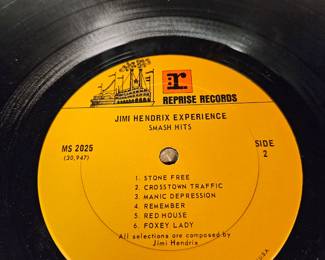 r
REPRISE RECORDS
JIMI HENDRIX EXPERIENCE
SMASH HITS
MS 2025
(30,947)
SIDE
2
1. STONE FREE
2. CROSSTOWN TRAFFIC
3. MANIC DEPRESSION
4. REMEMBER
5. RED HOUSE
6. FOXEY LADY
All selections are composed by
Jimi Hendrix